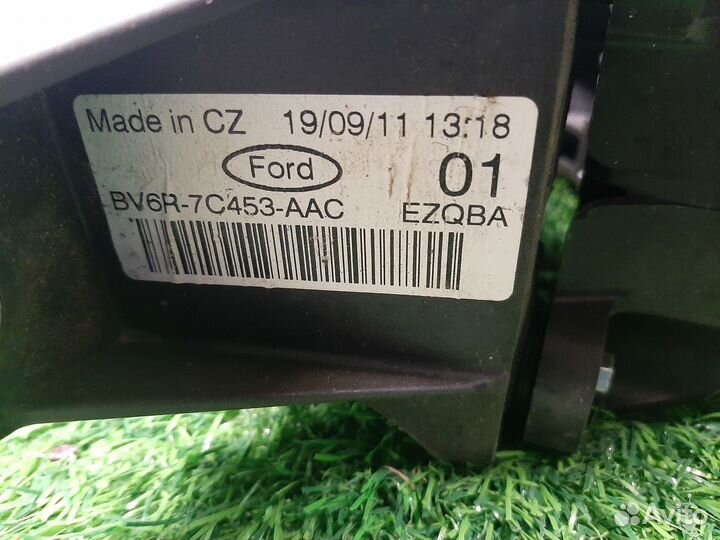 Made in CZ 19/09/11 13:18
Ford 01
BV6R-7C453-AAC EZQBA
Avito